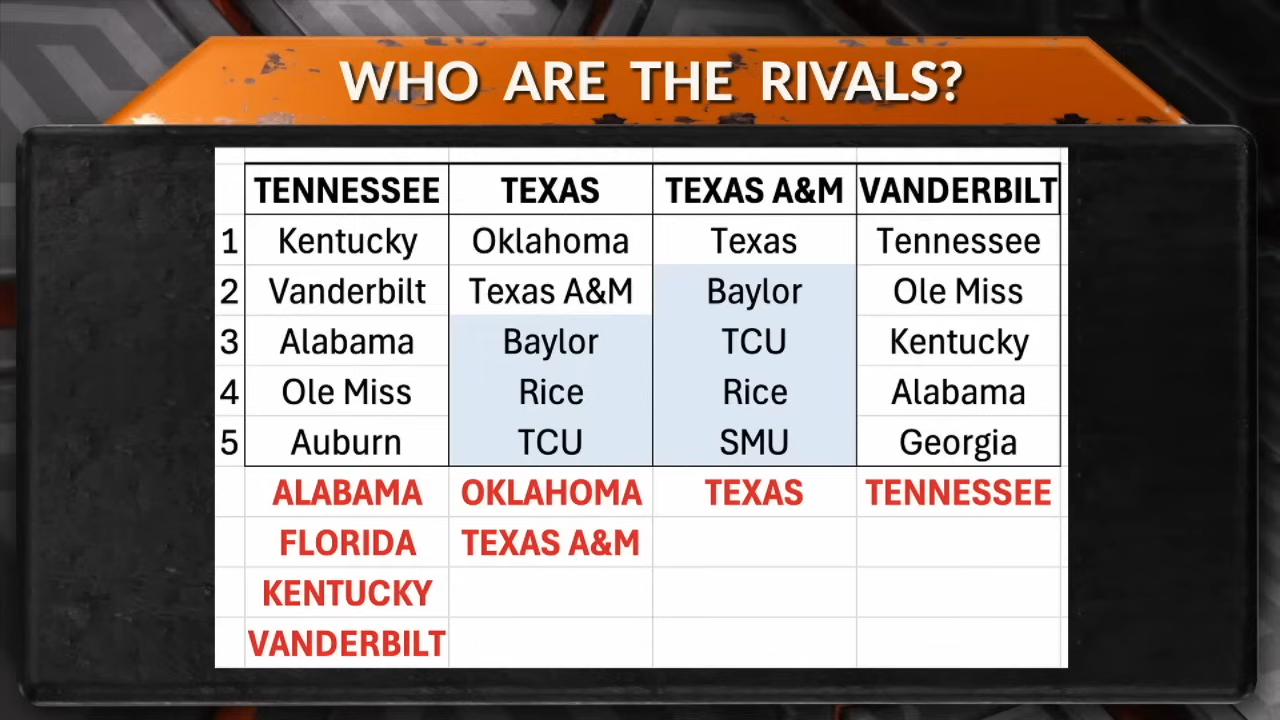 WHO ARE THE RIVALS?
TENNESSEE TEXAS TEXAS A&M VANDERBILT
1 Kentucky Oklahoma Texas Tennessee
2 Vanderbilt Texas A&M Baylor Ole Miss
3 Alabama Baylor TCU Kentucky
4 Ole Miss Rice Rice Alabama
5 Auburn TCU SMU Georgia
ALABAMA OKLAHOMA TEXAS TENNESSEE
FLORIDA TEXAS A&M
KENTUCKY
VANDERBILT